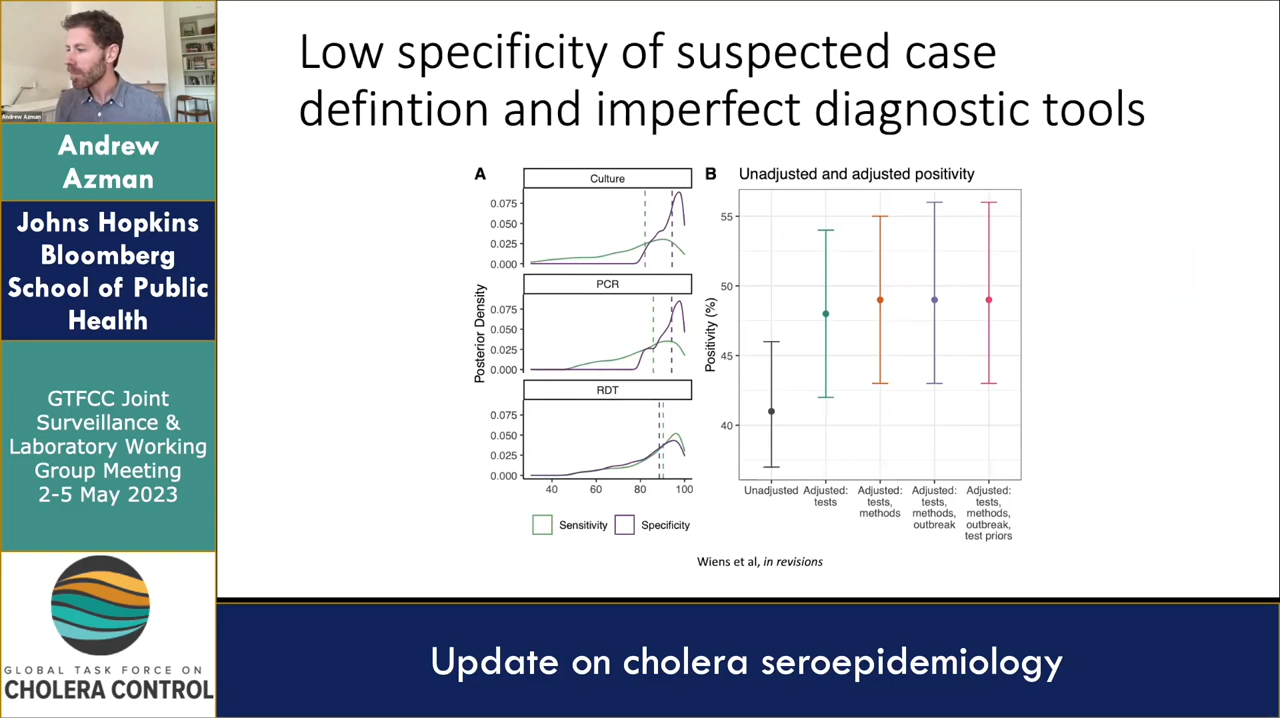 Andrew Azman
Andrew
Azman
Johns Hopkins
Bloomberg
School of Public
Health
GTFCC Joint
Surveillance &
Laboratory Working
Group Meeting
2-5 May 2023
GLOBAL TASK FORCE ON
CHOLERA CONTROL
Low specificity of suspected case
defintion and imperfect diagnostic tools
A
Culture
0.075
0.050
0.025
0.000
PCR
0.075
0.050
0.025
0.000
RDT
0.075
0.050
0.025
0.000
Posterior Density
40 60 80 100
Sensitivity Specificity
B Unadjusted and adjusted positivity
55
50
45
40
Positivity (%)
Unadjusted
Adjusted:
tests
Adjusted:
tests,
methods
Adjusted:
tests,
methods,
outbreak
Adjusted:
tests,
methods,
outbreak,
test priors
Wiens et al, in revisions
Update on cholera seroepidemiology